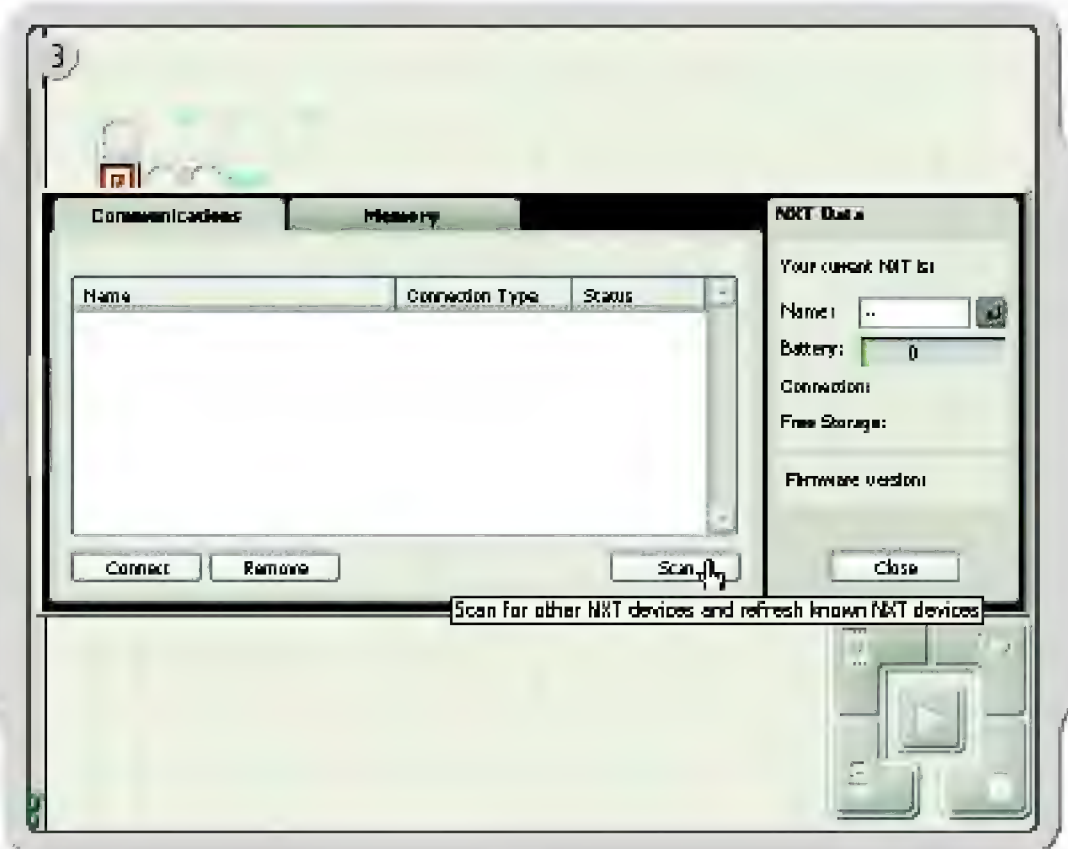 3
Communications
Memory
NXT Data
Your current NXT is:
Name
Connection Type
Status
Name: --
Battery: 0
Connection:
Free Storage:
Firmware version:
Connect
Remove
Scan
Close
Scan for other NXT devices and refresh known NXT devices